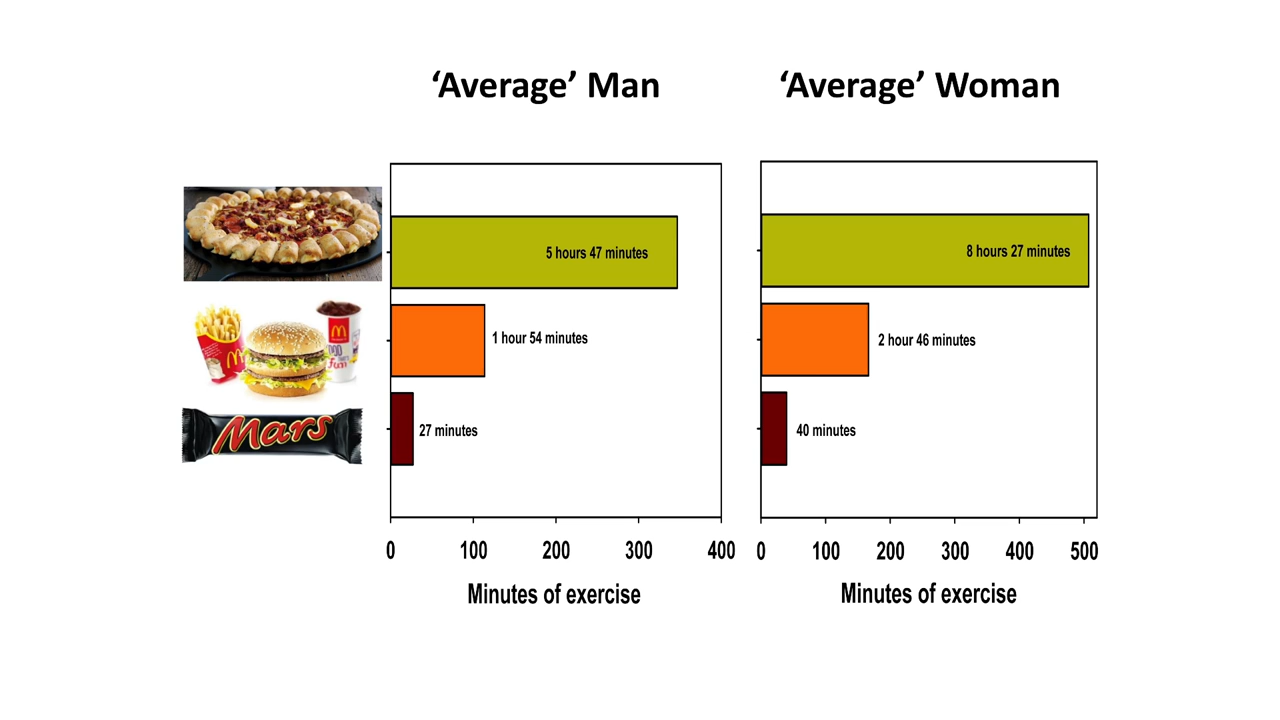 ‘Average’ Man
‘Average’ Woman
5 hours 47 minutes
8 hours 27 minutes
1 hour 54 minutes
2 hour 46 minutes
Mars
27 minutes
40 minutes
0 100 200 300 400
0 100 200 300 400 500
Minutes of exercise
Minutes of exercise